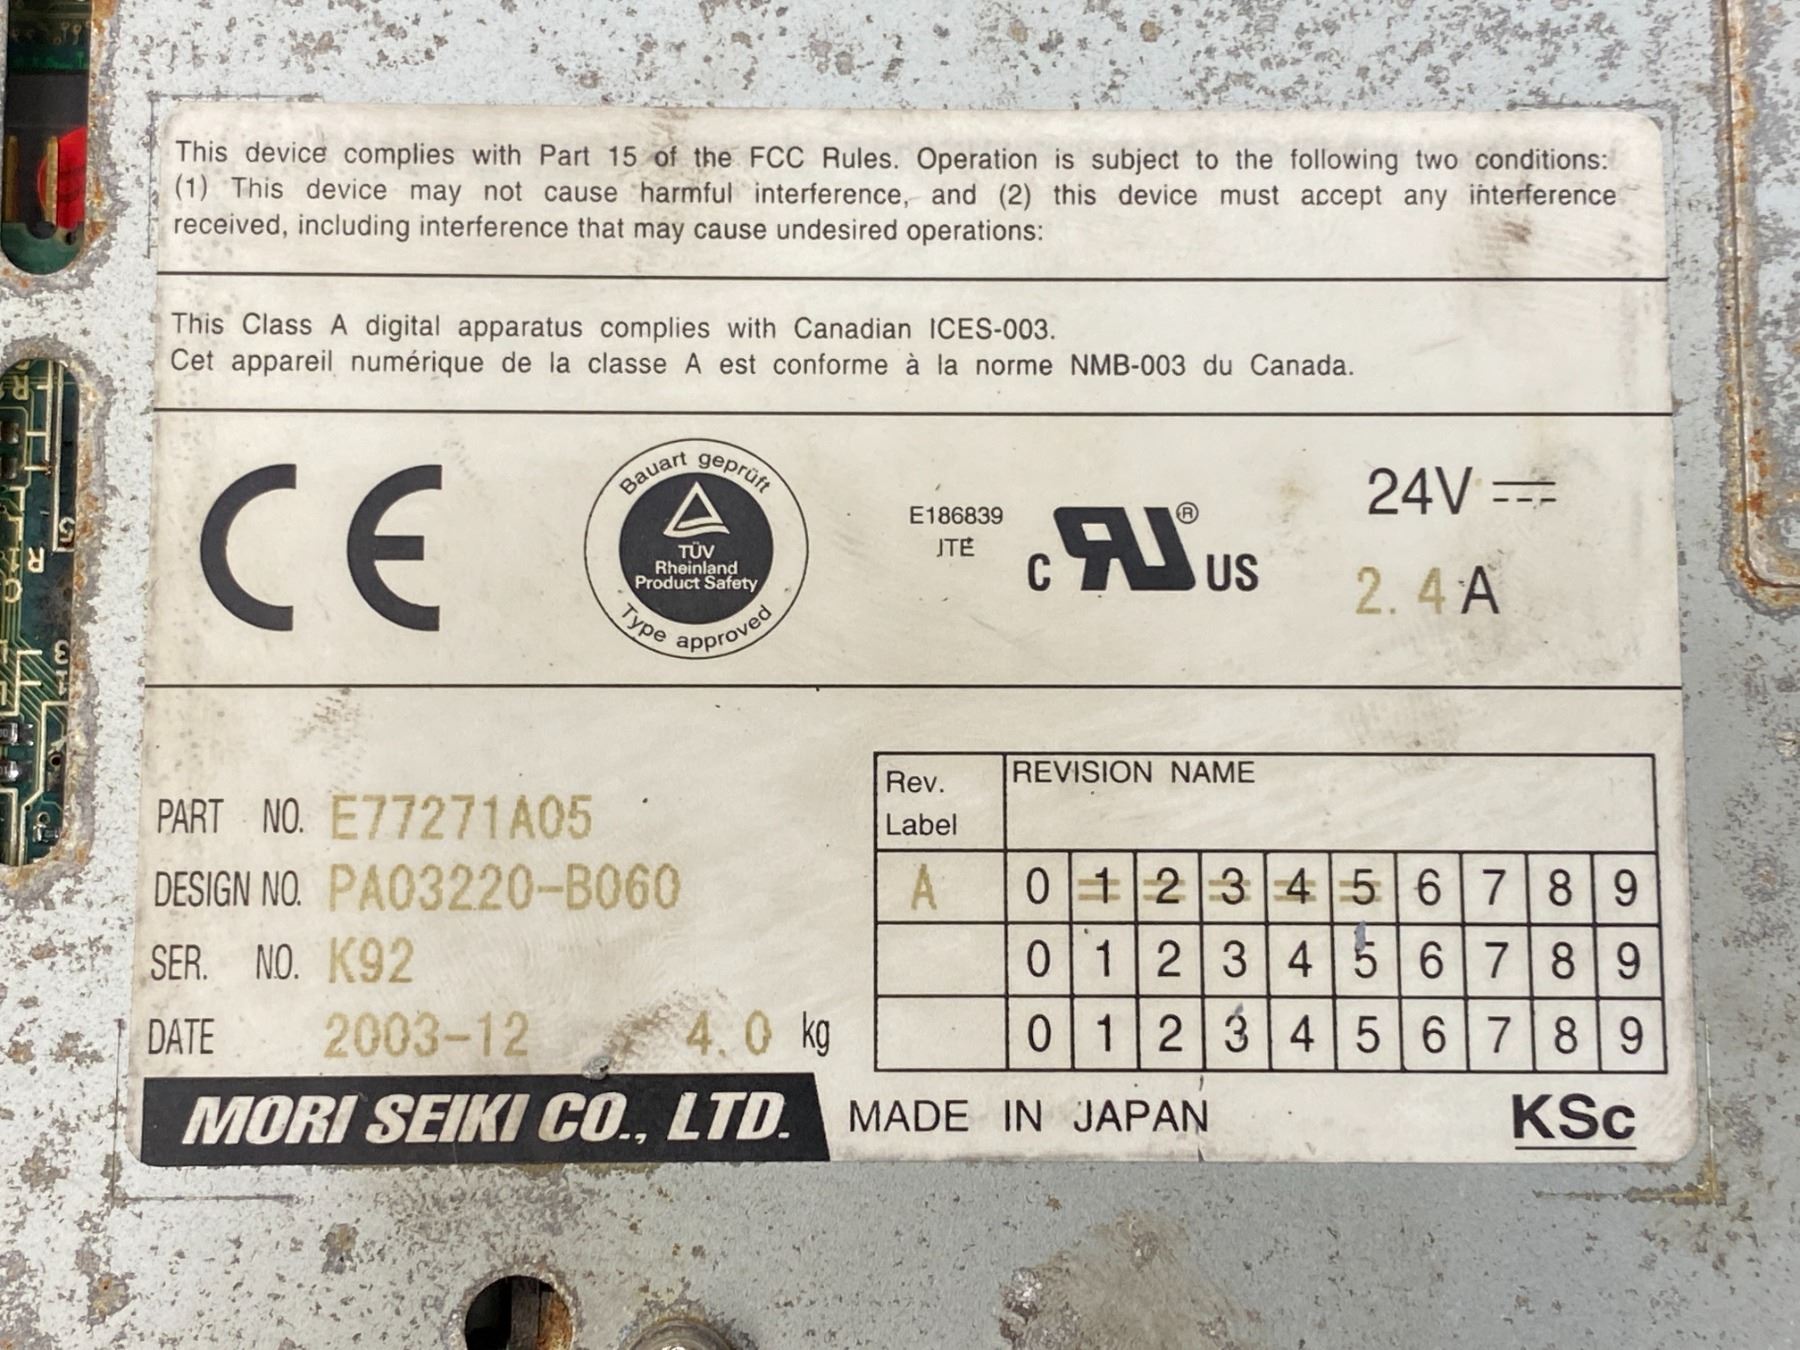 This device complies with Part 15 of the FCC Rules. Operation is subject to the following two conditions:
(1) This device may not cause harmful interference, and (2) this device must accept any interference
received, including interference that may cause undesired operations:
This Class A digital apparatus complies with Canadian ICES-003.
Cet appareil numérique de la classe A est conforme à la norme NMB-003 du Canada.
CE
Bauart geprüft
TÜV
Rheinland
Product Safety
Type approved
E186839
ITE
C RU® US
24V
2.4 A
PART NO. E77271A05
DESIGN NO. PA03220-B060
SER. NO. K92
DATE 2003-12 4.0 kg
Rev. Label REVISION NAME
A 0 1 2 3 4 5 6 7 8 9
0 1 2 3 4 5 6 7 8 9
0 1 2 3 4 5 6 7 8 9
MORI SEIKI CO., LTD. MADE IN JAPAN KSc